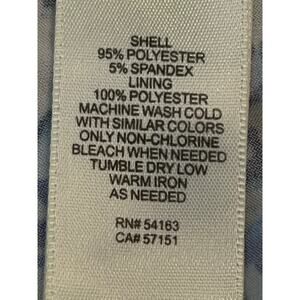 SHELL
95% POLYESTER
5% SPANDEX
LINING
100% POLYESTER
MACHINE WASH COLD
WITH SIMILAR COLORS
ONLY NON-CHLORINE
BLEACH WHEN NEEDED
TUMBLE DRY LOW
WARM IRON
AS NEEDED
RN# 54163
CA# 57151